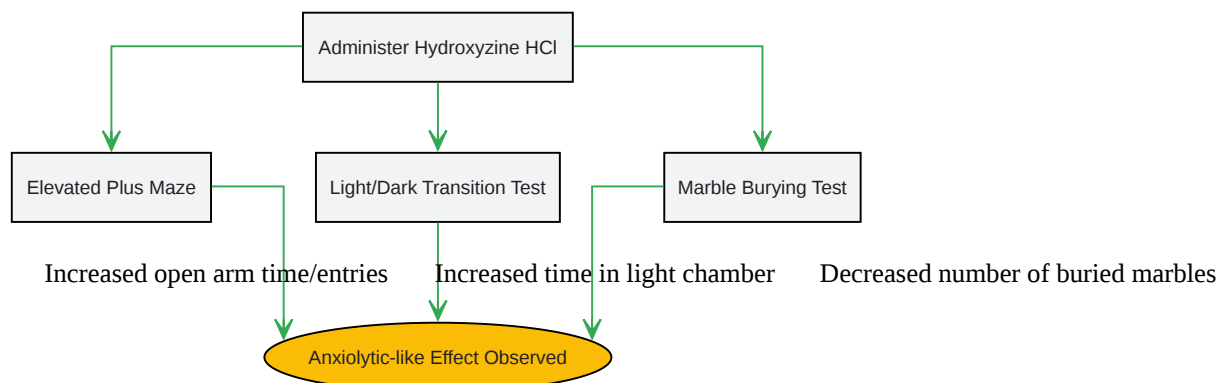 Administer Hydroxyzine HCl
Elevated Plus Maze
Light/Dark Transition Test
Marble Burying Test
Increased open arm time/entries
Increased time in light chamber
Decreased number of buried marbles
Anxiolytic-like Effect Observed